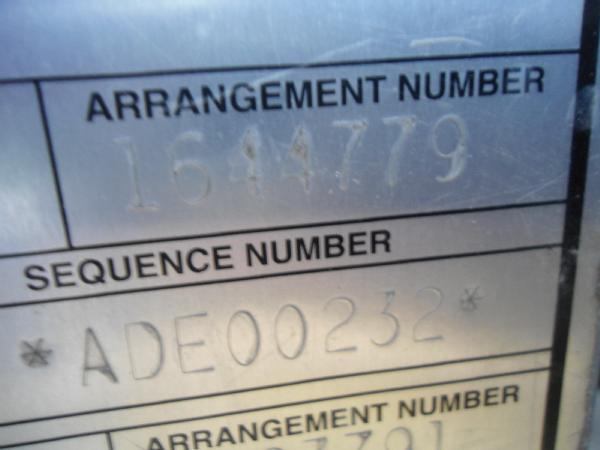 ARRANGEMENT NUMBER
1644779
SEQUENCE NUMBER
*ADE00232*
ARRANGEMENT NUMBER